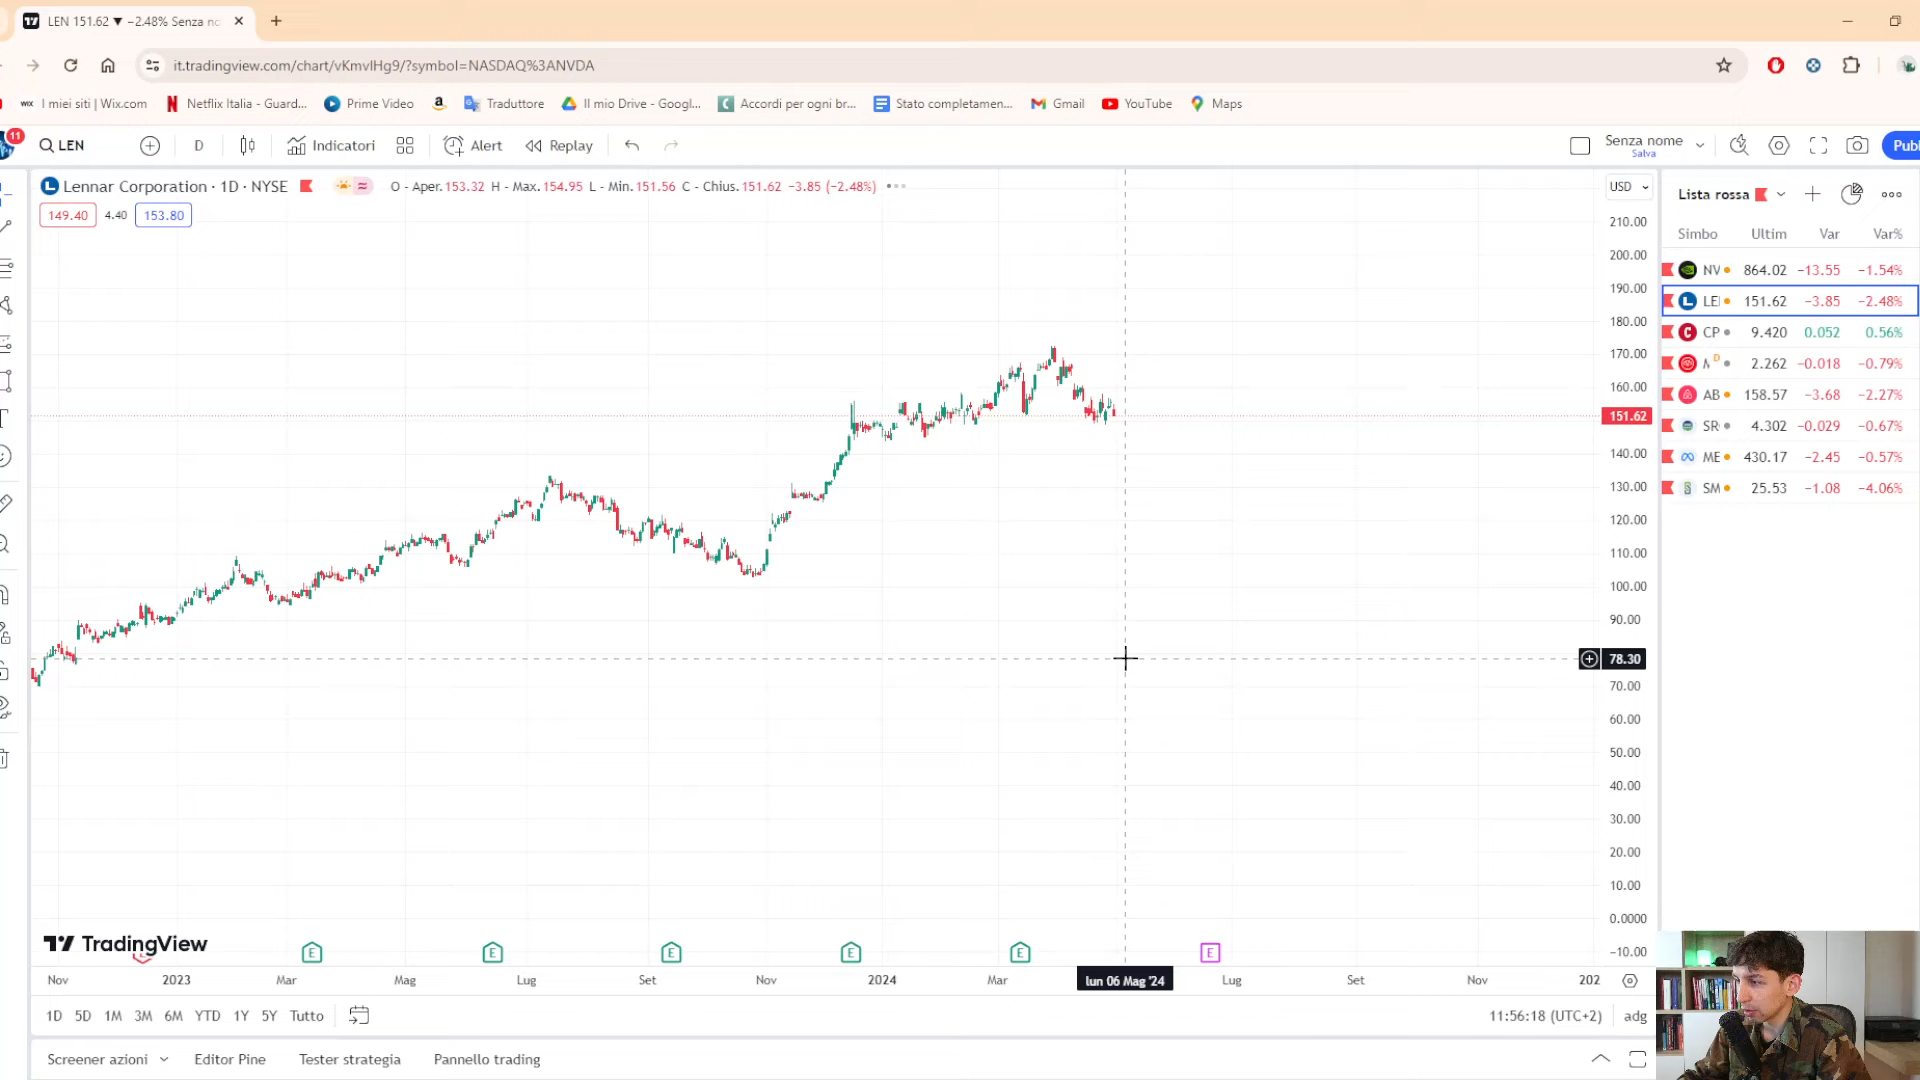 LEN 151.62 ▼ −2.48% Senza no
it.tradingview.com/chart/vKmvlHg9/?symbol=NASDAQ%3ANVDA
WIX I miei siti | Wix.com
Netflix Italia - Guard...
Prime Video
Traduttore
Il mio Drive - Googl...
Accordi per ogni br...
Stato completamen...
Gmail
YouTube
Maps
11
LEN
D
Indicatori
Alert
Replay
Senza nome
Salva
Publ
Lennar Corporation · 1D · NYSE
O - Aper.153.32 H - Max.154.95 L - Min.151.56 C - Chius.151.62 −3.85 (−2.48%)
149.40 4.40 153.80
USD
210.00
200.00
190.00
180.00
170.00
160.00
151.62
140.00
130.00
120.00
110.00
100.00
90.00
78.30
70.00
60.00
50.00
40.00
30.00
20.00
10.00
0.0000
−10.00
Lista rossa
Simbo Ultim Var Var%
NV 864.02 −13.55 −1.54%
LEI 151.62 −3.85 −2.48%
CP 9.420 0.052 0.56%
D 2.262 −0.018 −0.79%
AB 158.57 −3.68 −2.27%
SR 4.302 −0.029 −0.67%
ME 430.17 −2.45 −0.57%
SM 25.53 −1.08 −4.06%
TradingView
E E E E E E
Nov 2023 Mar Mag Lug Set Nov 2024 Mar lun 06 Mag '24 Lug Set Nov 202
1D 5D 1M 3M 6M YTD 1Y 5Y Tutto
11:56:18 (UTC+2) adg
Screener azioni Editor Pine Tester strategia Pannello trading